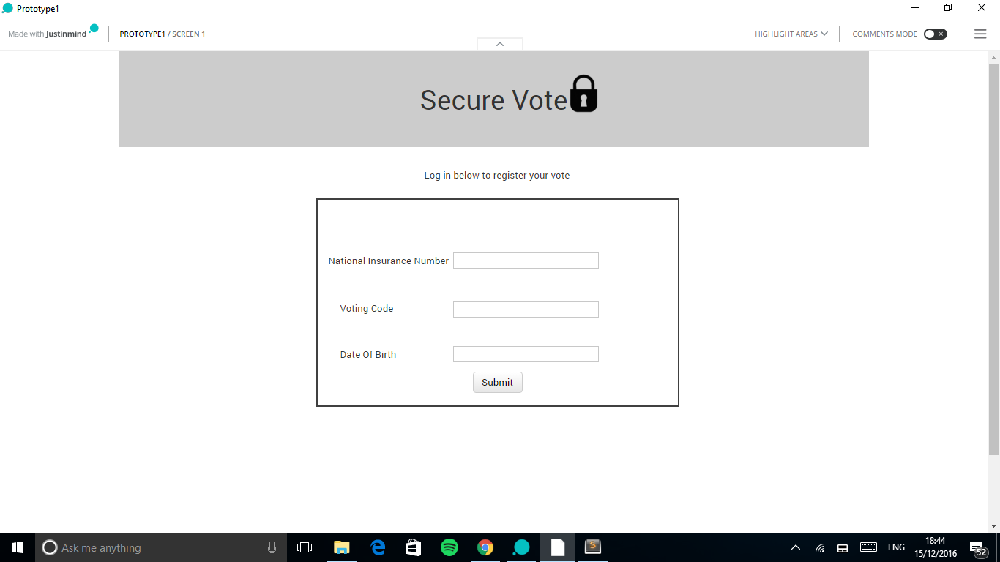 Prototype1
Made with Justinmind
PROTOTYPE1 / SCREEN 1
HIGHLIGHT AREAS
COMMENTS MODE
Secure Vote
Log in below to register your vote
National Insurance Number
Voting Code
Date Of Birth
Submit
Ask me anything
S
ENG
18:44
15/12/2016
52